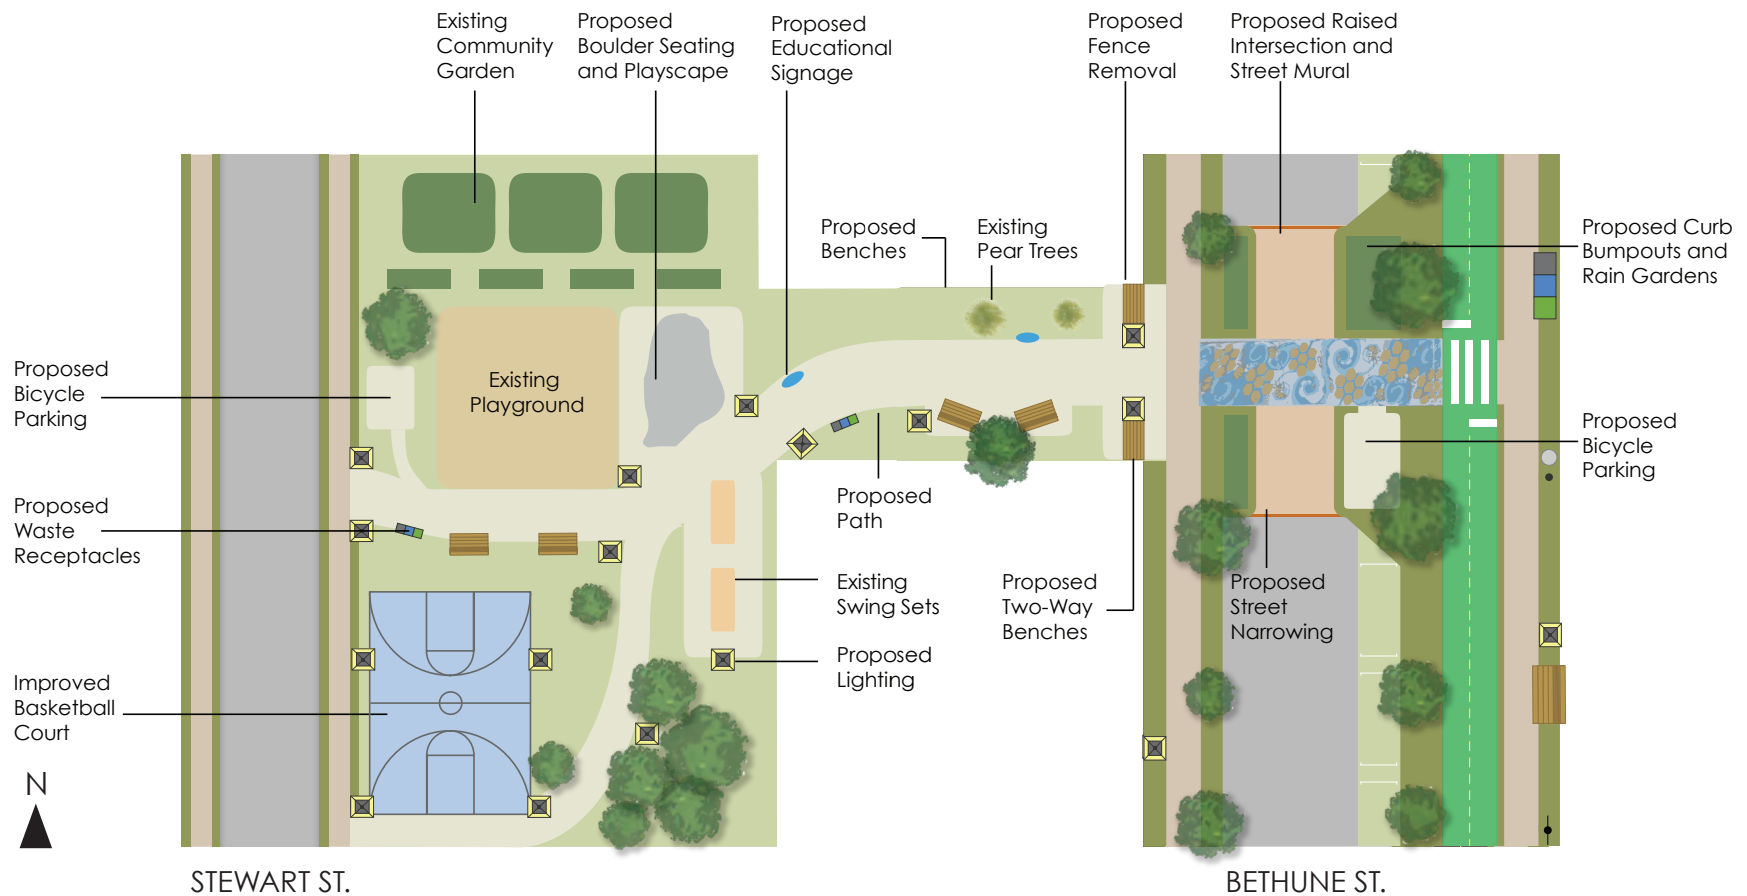 Existing
Community
Garden
Proposed
Boulder Seating
and Playscape
Proposed
Educational
Signage
Proposed
Fence
Removal
Proposed Raised
Intersection and
Street Mural
Proposed
Benches
Existing
Pear Trees
Proposed Curb
Bumpouts and
Rain Gardens
Proposed
Bicycle
Parking
Existing
Playground
Proposed
Bicycle
Parking
Proposed
Waste
Receptacles
Proposed
Path
Existing
Swing Sets
Proposed
Two-Way
Benches
Proposed
Street
Narrowing
Proposed
Lighting
Improved
Basketball
Court
N
STEWART ST.
BETHUNE ST.